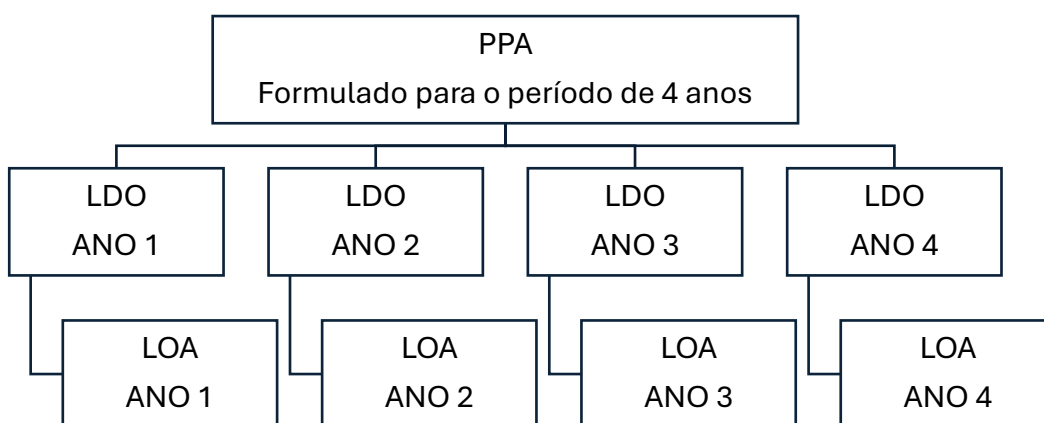 PPA
Formulado para o período de 4 anos
LDO
ANO 1
LDO
ANO 2
LDO
ANO 3
LDO
ANO 4
LOA
ANO 1
LOA
ANO 2
LOA
ANO 3
LOA
ANO 4